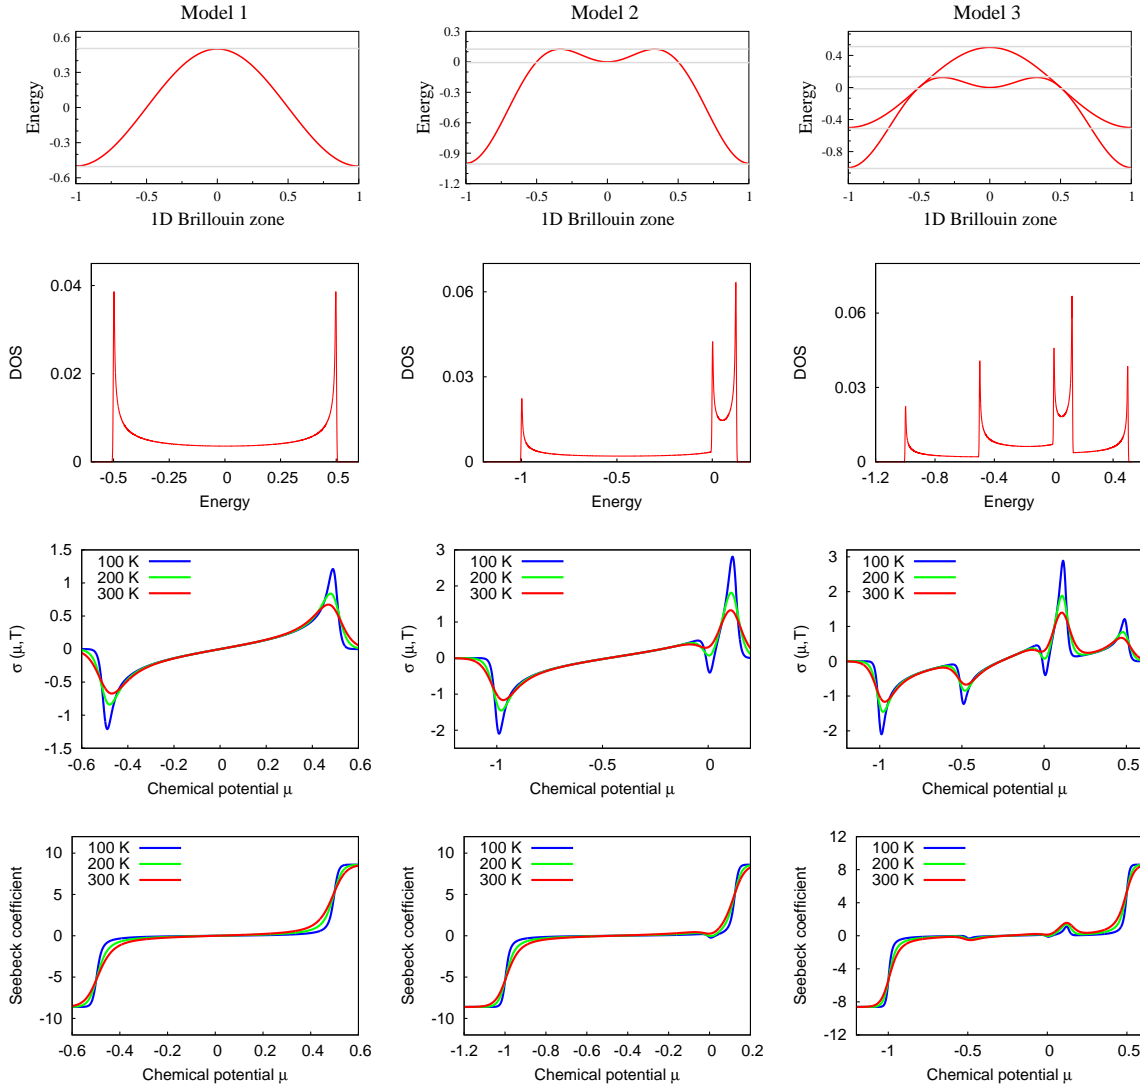 Model 1 Model 2 Model 3
Energy
0.6
0.3
0
-0.3
-0.6
-1 -0.5 0 0.5 1
1D Brillouin zone
Energy
0.3
0
-0.3
-0.6
-0.9
-1.2
-1 -0.5 0 0.5 1
1D Brillouin zone
Energy
0.4
0
-0.4
-0.8
-1 -0.5 0 0.5 1
1D Brillouin zone
DOS
0.04
0.02
0
-0.5 -0.25 0 0.25 0.5
Energy
DOS
0.06
0.03
0
-1 -0.5 0
Energy
DOS
0.06
0.03
0
-1.2 -0.8 -0.4 0 0.4
Energy
σ (μ, T)
1.5
1
0.5
0
-0.5
-1
-1.5
100 K
200 K
300 K
-0.6 -0.4 -0.2 0 0.2 0.4 0.6
Chemical potential μ
σ (μ, T)
3
2
1
0
-1
-2
100 K
200 K
300 K
-1 -0.5 0
Chemical potential μ
σ (μ, T)
3
2
1
0
-1
-2
100 K
200 K
300 K
-1 -0.5 0 0.5
Chemical potential μ
Seebeck coefficient
10
5
0
-5
-10
100 K
200 K
300 K
-0.6 -0.4 -0.2 0 0.2 0.4 0.6
Chemical potential μ
Seebeck coefficient
10
5
0
-5
-10
100 K
200 K
300 K
-1.2 -1 -0.8 -0.6 -0.4 -0.2 0 0.2
Chemical potential μ
Seebeck coefficient
12
8
4
0
-4
-8
-12
100 K
200 K
300 K
-1 -0.5 0 0.5
Chemical potential μ